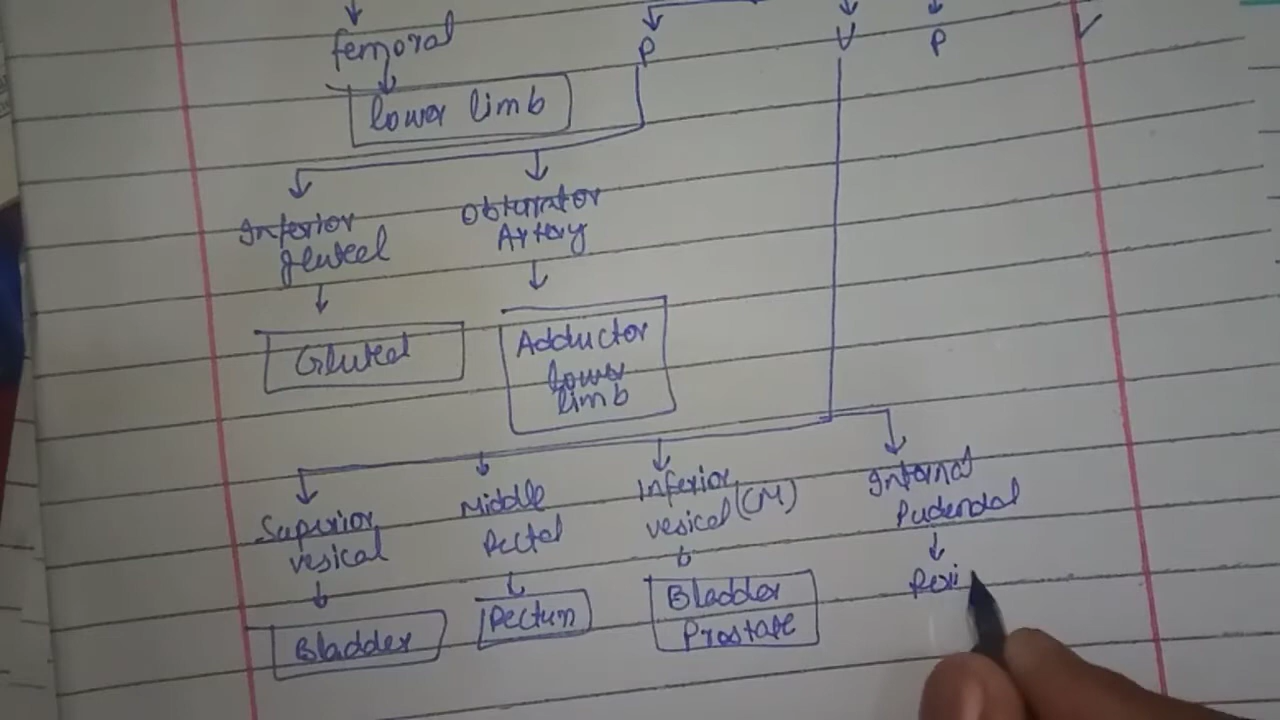 femoral
P
V
P
lower limb
Inferior
gluteal
Obturator
Artery
Gluteal
Adductor
lower
limb
Superior
vesical
Middle
Rectal
Inferior
vesical (M)
Internal
Pudendal
Bladder
Rectum
Bladder
Prostate
Peri